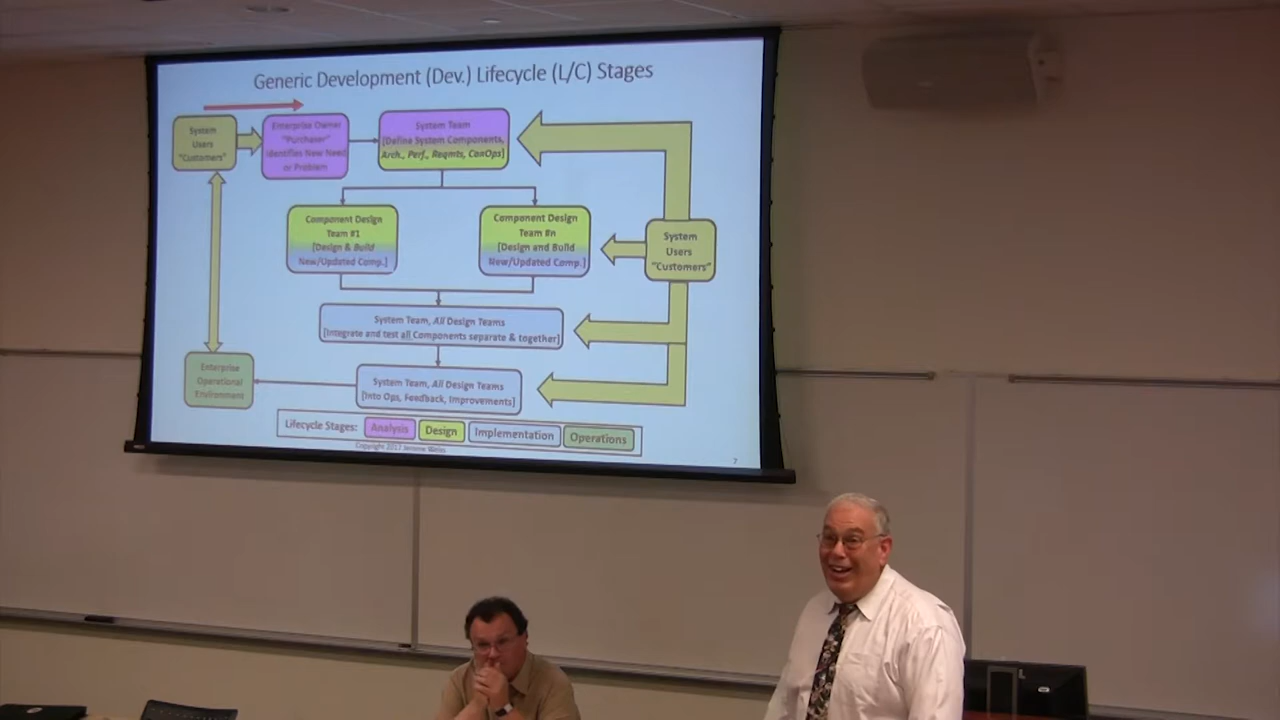 Generic Development (Dev.) Lifecycle (L/C) Stages
System
Users
"Customers"
Enterprise Owner
"Purchaser"
Identifies New Need
or Problem
System Team
[Define System Components,
Arch., Perf., Reqmts, ConOps]
Component Design
Team #1
[Design & Build
New/Updated Comp.]
Component Design
Team #n
[Design and Build
New/Updated Comp.]
System
Users
"Customers"
System Team, All Design Teams
[Integrate and test all Components separate & together]
System Team, All Design Teams
[Into Ops, Feedback, Improvements]
Enterprise
Operational
Environment
Lifecycle Stages: Analysis Design Implementation Operations
Copyright 2017 Jerome
7